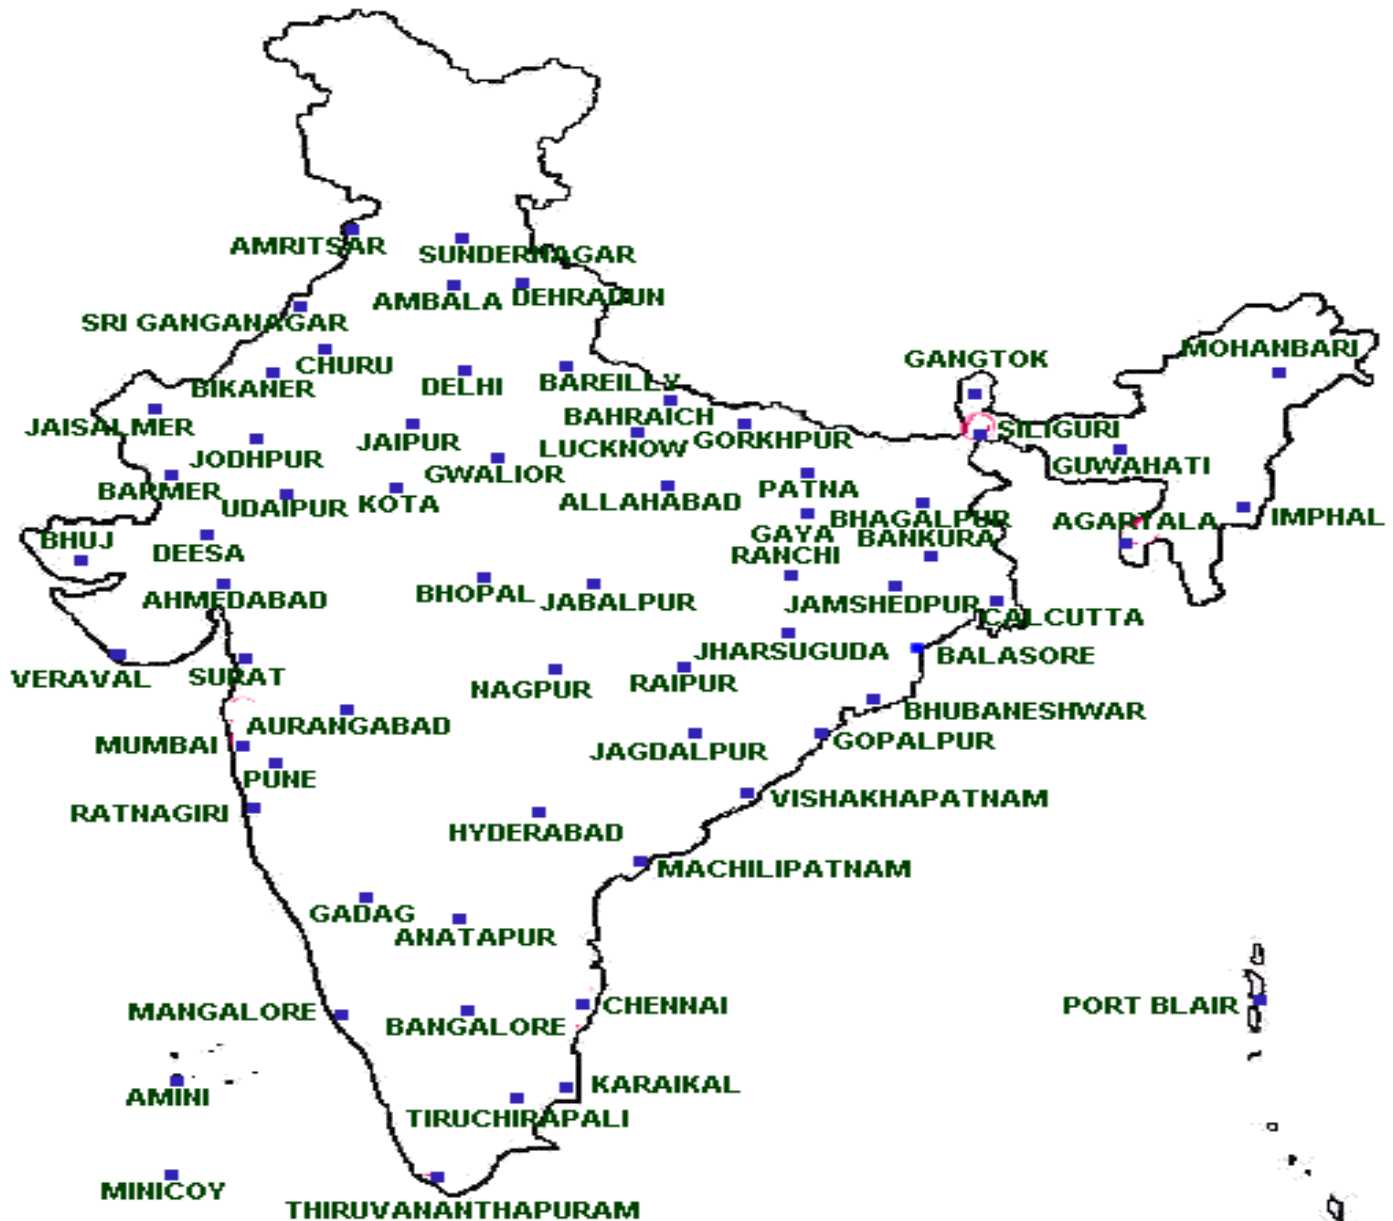 AMRITSAR
SUNDERNAGAR
AMBALA
DEHRADUN
SRI GANGANAGAR
MOHANBARI
GANGTOK
CHURU
BIKANER
DELHI
BAREILLY
JAISALMER
BAHRAICH
SILIGURI
JAIPUR
LUCKNOW
GORKHPUR
JODHPUR
GUWAHATI
GWALIOR
BARMER
PATNA
UDAIPUR
KOTA
ALLAHABAD
BHAGALPUR
AGARTALA
IMPHAL
GAYA
BHUJ
BANKURA
DEESA
RANCHI
AHMEDABAD
BHOPAL
JABALPUR
JAMSHEDPUR
CALCUTTA
JHARSUGUDA
BALASORE
VERAVAL
SURAT
NAGPUR
RAIPUR
BHUBANESHWAR
AURANGABAD
MUMBAI
JAGDALPUR
GOPALPUR
PUNE
VISHAKHAPATNAM
RATNAGIRI
HYDERABAD
MACHILIPATNAM
GADAG
ANATAPUR
MANGALORE
BANGALORE
CHENNAI
PORT BLAIR
AMINI
KARAIKAL
TIRUCHIRAPALI
MINICOY
THIRUVANANTHAPURAM